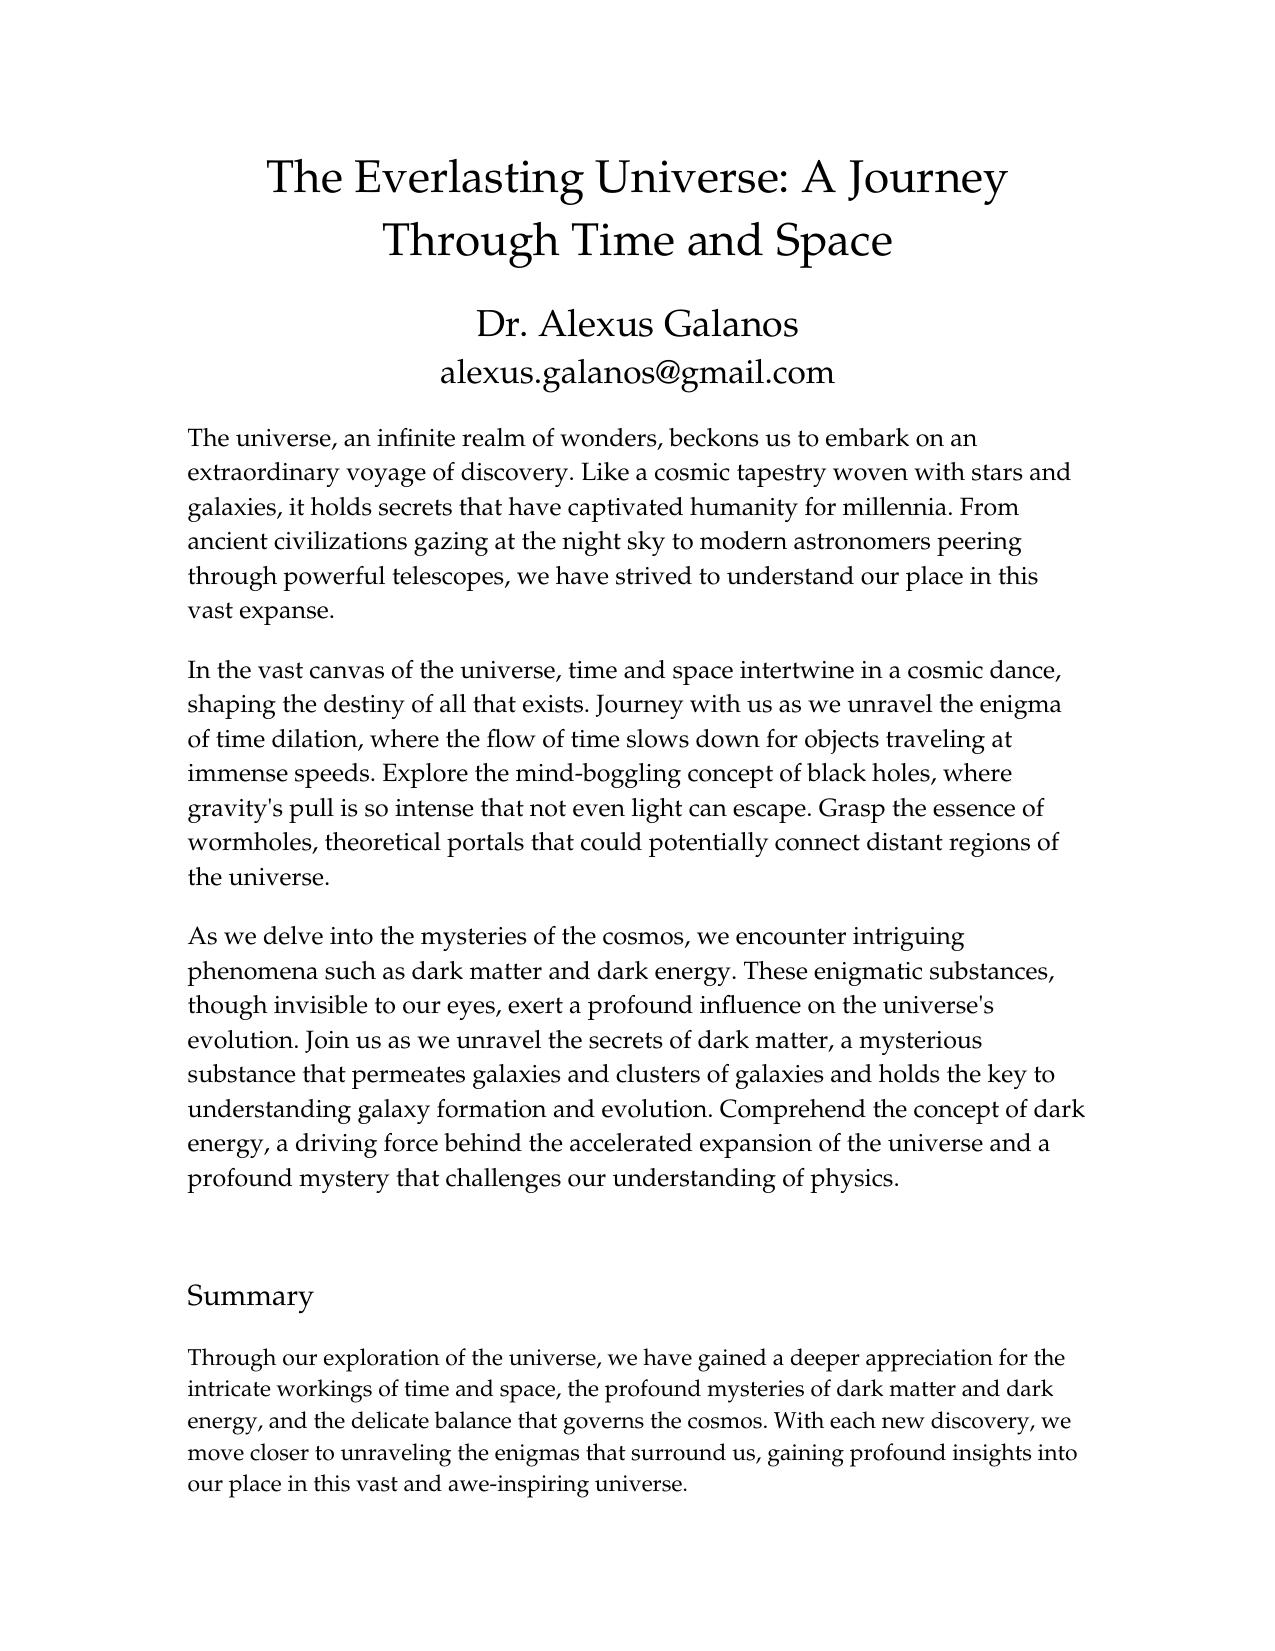 The Everlasting Universe: A Journey
Through Time and Space
Dr. Alexus Galanos
alexus.galanos@gmail.com
The universe, an infinite realm of wonders, beckons us to embark on an
extraordinary voyage of discovery. Like a cosmic tapestry woven with stars and
galaxies, it holds secrets that have captivated humanity for millennia. From
ancient civilizations gazing at the night sky to modern astronomers peering
through powerful telescopes, we have strived to understand our place in this
vast expanse.
In the vast canvas of the universe, time and space intertwine in a cosmic dance,
shaping the destiny of all that exists. Journey with us as we unravel the enigma
of time dilation, where the flow of time slows down for objects traveling at
immense speeds. Explore the mind-boggling concept of black holes, where
gravity's pull is so intense that not even light can escape. Grasp the essence of
wormholes, theoretical portals that could potentially connect distant regions of
the universe.
As we delve into the mysteries of the cosmos, we encounter intriguing
phenomena such as dark matter and dark energy. These enigmatic substances,
though invisible to our eyes, exert a profound influence on the universe's
evolution. Join us as we unravel the secrets of dark matter, a mysterious
substance that permeates galaxies and clusters of galaxies and holds the key to
understanding galaxy formation and evolution. Comprehend the concept of dark
energy, a driving force behind the accelerated expansion of the universe and a
profound mystery that challenges our understanding of physics.
Summary
Through our exploration of the universe, we have gained a deeper appreciation for the
intricate workings of time and space, the profound mysteries of dark matter and dark
energy, and the delicate balance that governs the cosmos. With each new discovery, we
move closer to unraveling the enigmas that surround us, gaining profound insights into
our place in this vast and awe-inspiring universe.